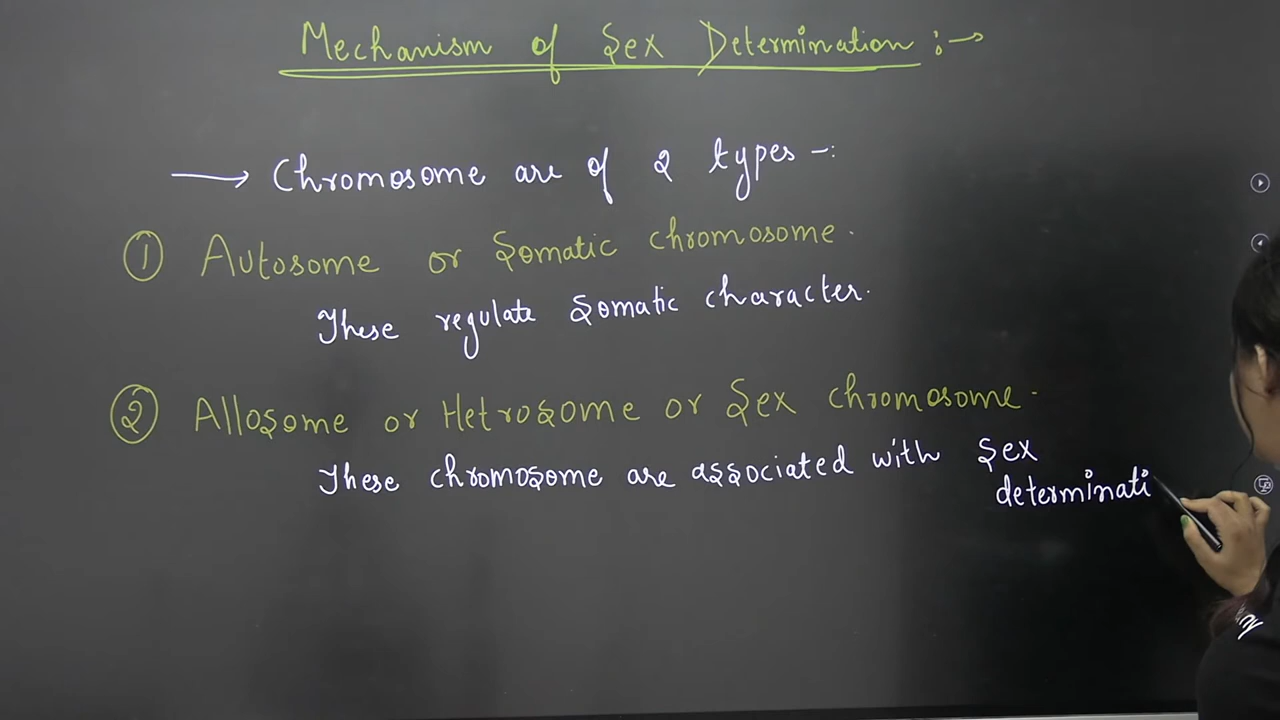 Mechanism of Sex Determination :→
→ Chromosome are of 2 types -:
① Autosome or Somatic chromosome.
These regulate Somatic character.
② Allosome or Hetrosome or Sex chromosome.
These chromosome are associated with Sex
determinati